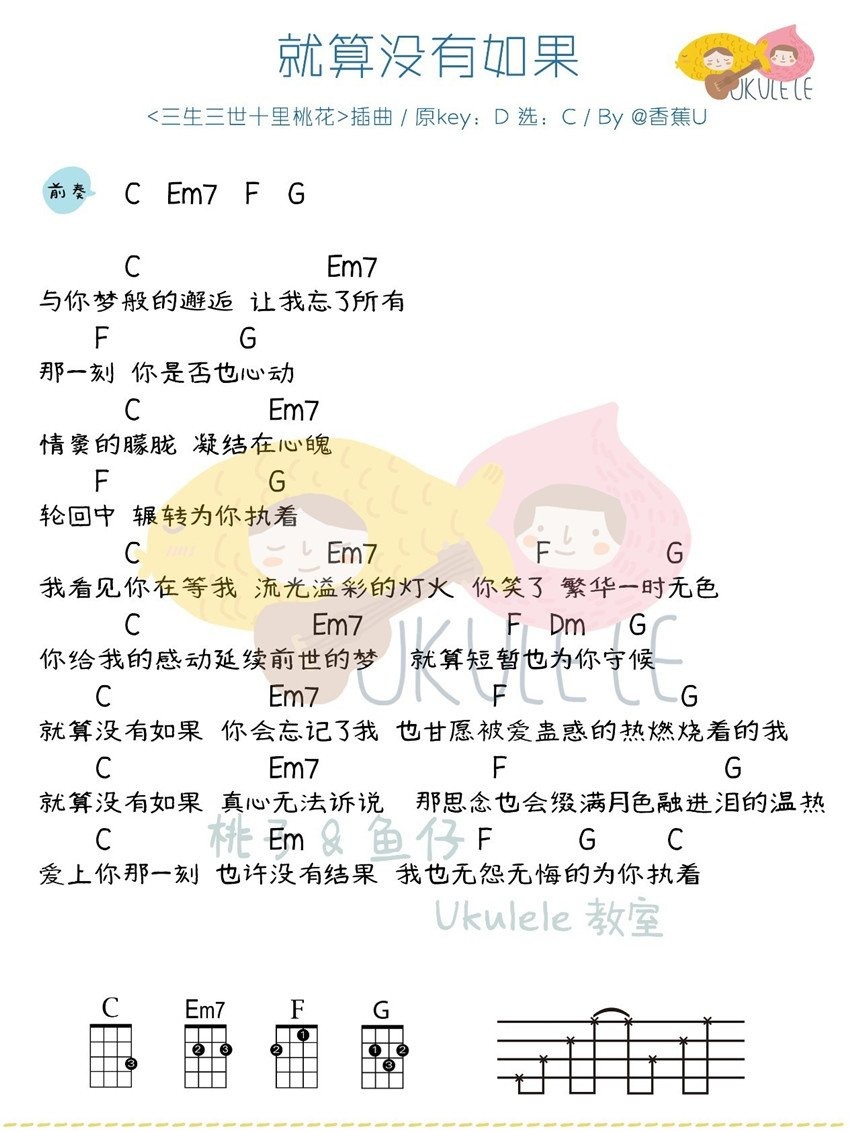 就算没有如果
UKULELE
<三生三世十里桃花>插曲 / 原key：D 选：C / By @香蕉U
前奏 C Em7 F G
C Em7
与你梦般的邂逅 让我忘了所有
F G
那一刻 你是否也心动
C Em7
情窦的朦胧 凝结在心魄
F G
轮回中 辗转为你执着
C Em7 F G
我看见你在等我 流光溢彩的灯火 你笑了 繁华一时无色
C Em7 F Dm G
你给我的感动延续前世的梦 就算短暂也为你守候
UKULELE
C Em7 F G
就算没有如果 你会忘记了我 也甘愿被爱蛊惑的热燃烧着的我
C Em7 F G
就算没有如果 真心无法诉说 那思念也会缀满月色融进泪的温热
桃子&鱼仔
C Em F G C
爱上你那一刻 也许没有结果 我也无怨无悔的为你执着
Ukulele 教室
C Em7 F G
3 2 3 2 1 1 2 3